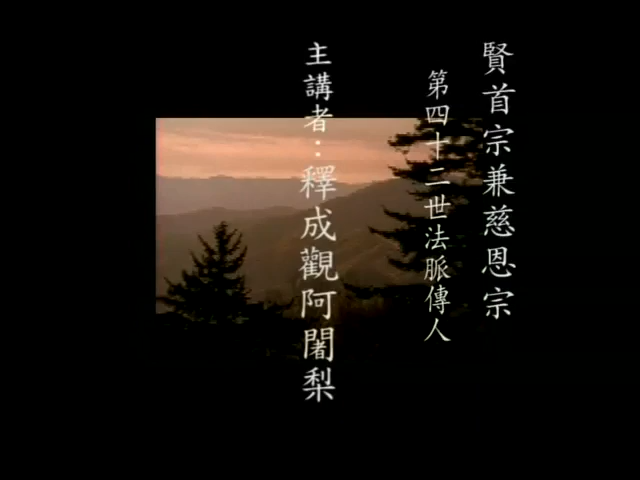 賢首宗兼慈恩宗
第四十二世法脈傳人
主講者：釋成觀阿闍梨